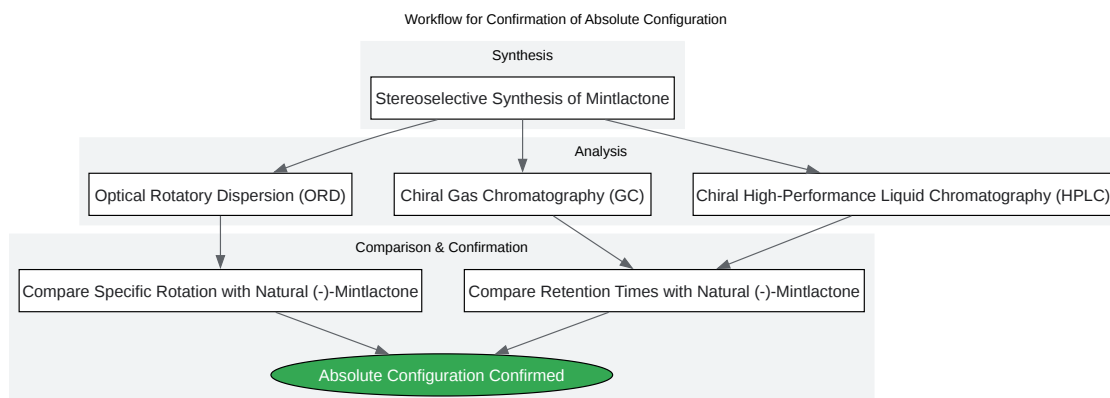 Workflow for Confirmation of Absolute Configuration
Synthesis
Stereoselective Synthesis of Mintlactone
Analysis
Optical Rotatory Dispersion (ORD)
Chiral Gas Chromatography (GC)
Chiral High-Performance Liquid Chromatography (HPLC)
Comparison & Confirmation
Compare Specific Rotation with Natural (-)-Mintlactone
Compare Retention Times with Natural (-)-Mintlactone
Absolute Configuration Confirmed